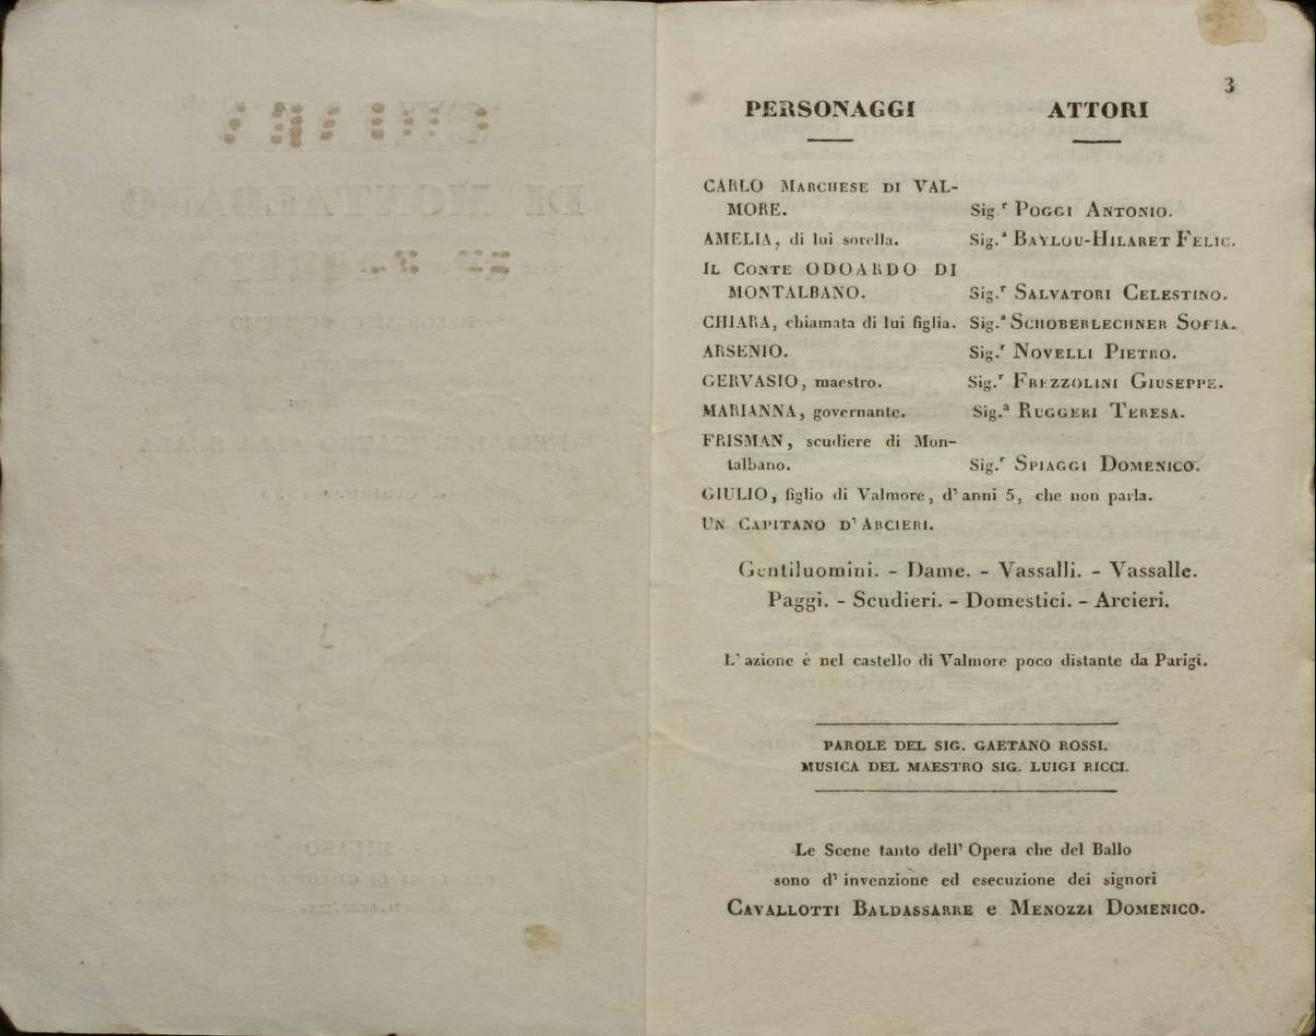 3
PERSONAGGI ATTORI
CARLO MARCHESE DI VAL-
MORE. Sig.r POGGI ANTONIO.
AMELIA, di lui sorella. Sig.a BAYLOU-HILARET FELIC.
IL CONTE ODOARDO DI
MONTALBANO. Sig.r SALVATORI CELESTINO.
CHIARA, chiamata di lui figlia. Sig.a SCHOBERLECHNER SOFIA.
ARSENIO. Sig.r NOVELLI PIETRO.
GERVASIO, maestro. Sig.r FREZZOLINI GIUSEPPE.
MARIANNA, governante. Sig.a RUGGERI TERESA.
FRISMAN, scudiere di Mon-
talbano. Sig.r SPIAGGI DOMENICO.
GIULIO, figlio di Valmore, d' anni 5, che non parla.
UN CAPITANO D' ARCIERI.
Gentiluomini. - Dame. - Vassalli. - Vassalle.
Paggi. - Scudieri. - Domestici. - Arcieri.
L' azione è nel castello di Valmore poco distante da Parigi.
PAROLE DEL SIG. GAETANO ROSSI.
MUSICA DEL MAESTRO SIG. LUIGI RICCI.
Le Scene tanto dell' Opera che del Ballo
sono d' invenzione ed esecuzione dei signori
CAVALLOTTI BALDASSARRE e MENOZZI DOMENICO.